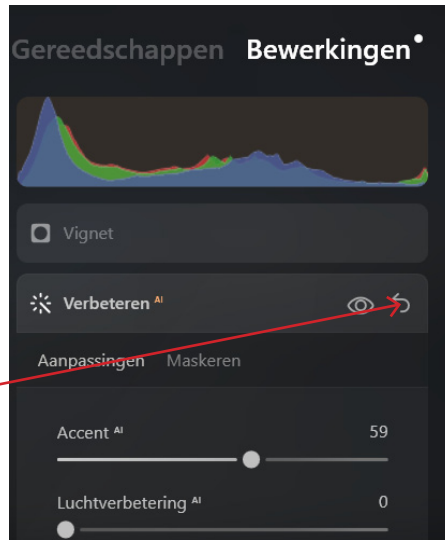 Gereedschappen Bewerkingen
Vignet
Verbeteren AI
Aanpassingen Maskeren
Accent AI 59
Luchtverbetering AI 0